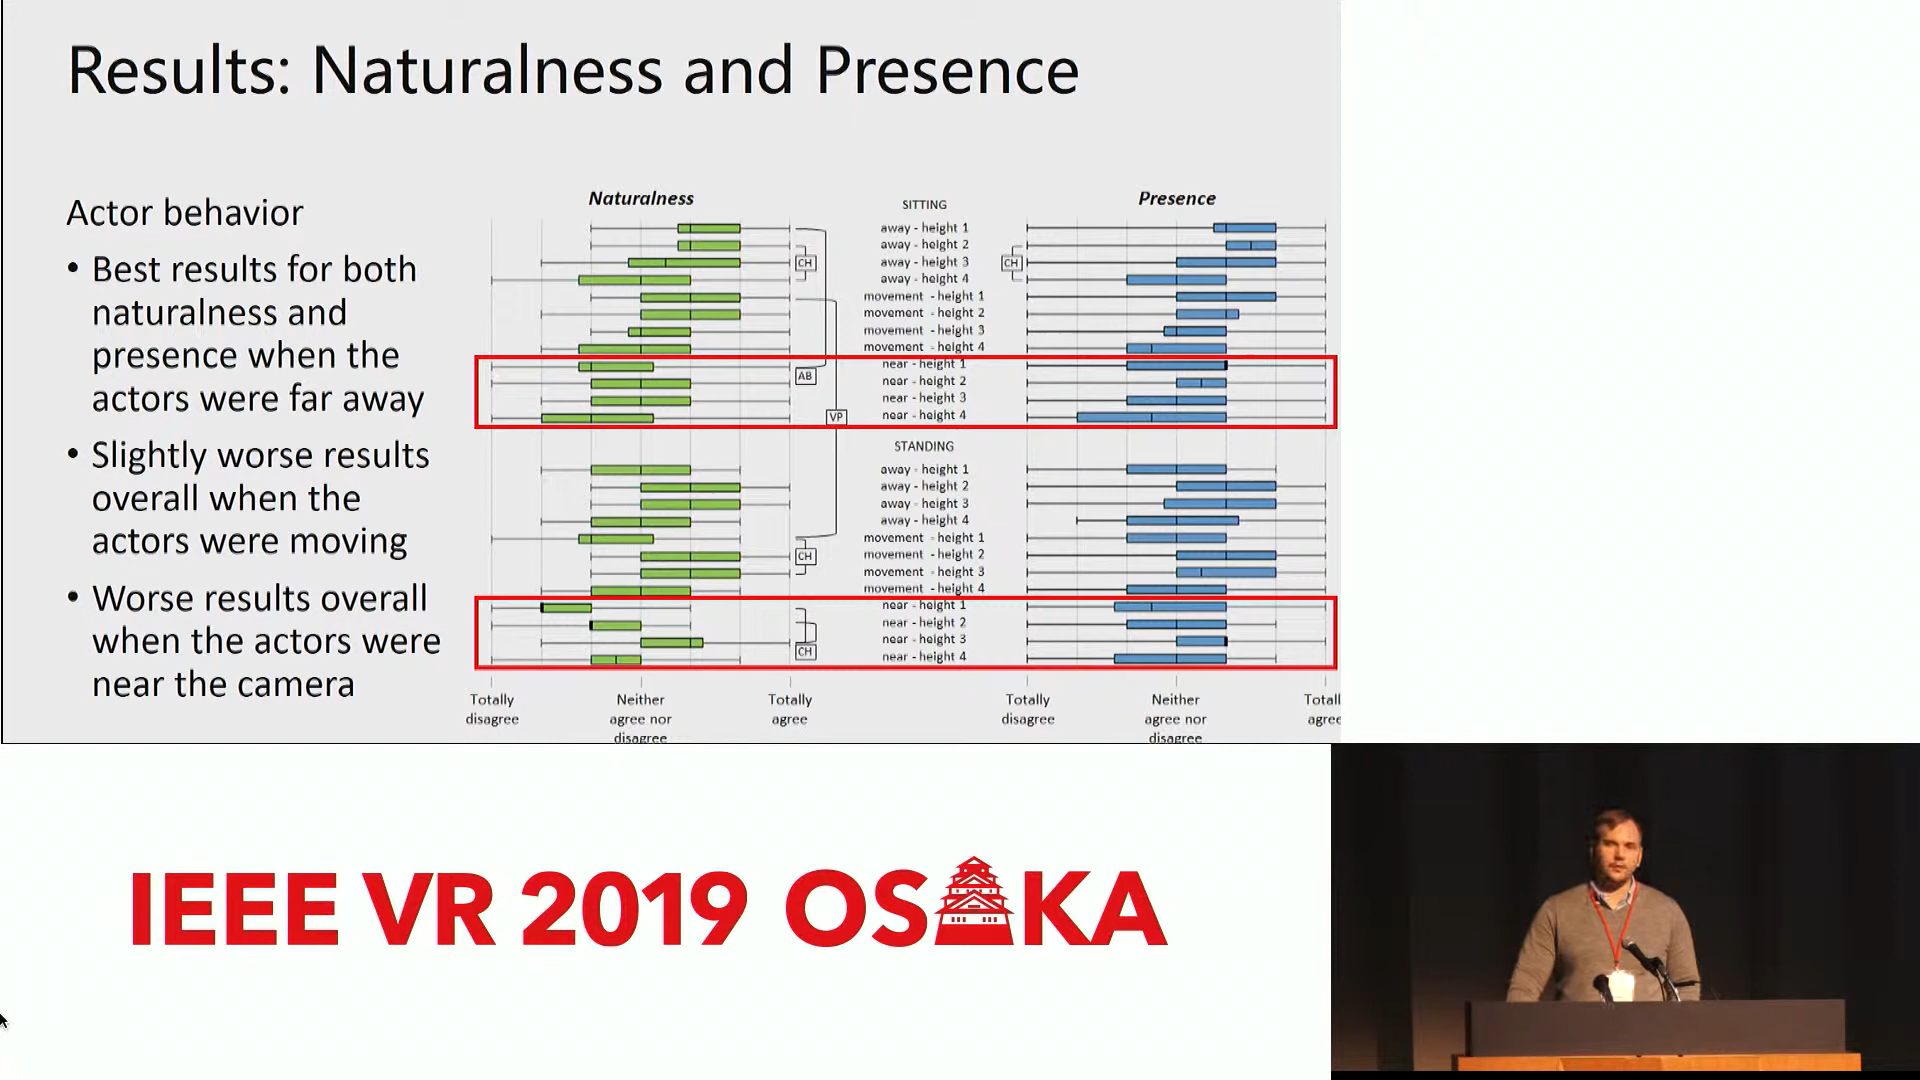 Results: Naturalness and Presence
Actor behavior
• Best results for both
naturalness and
presence when the
actors were far away
• Slightly worse results
overall when the
actors were moving
• Worse results overall
when the actors were
near the camera
Naturalness
SITTING
Presence
away - height 1
away - height 2
CH
away - height 3
CH
away - height 4
movement - height 1
movement - height 2
movement - height 3
movement - height 4
near - height 1
AB
near - height 2
near - height 3
VP
near - height 4
STANDING
away - height 1
away - height 2
away - height 3
away - height 4
movement - height 1
CH
movement - height 2
movement - height 3
movement - height 4
near - height 1
near - height 2
near - height 3
CH
near - height 4
Totally
disagree
Neither
agree nor
disagree
Totally
agree
Totally
disagree
Neither
agree nor
disagree
Totall
agre
IEEE VR 2019 OSAKA